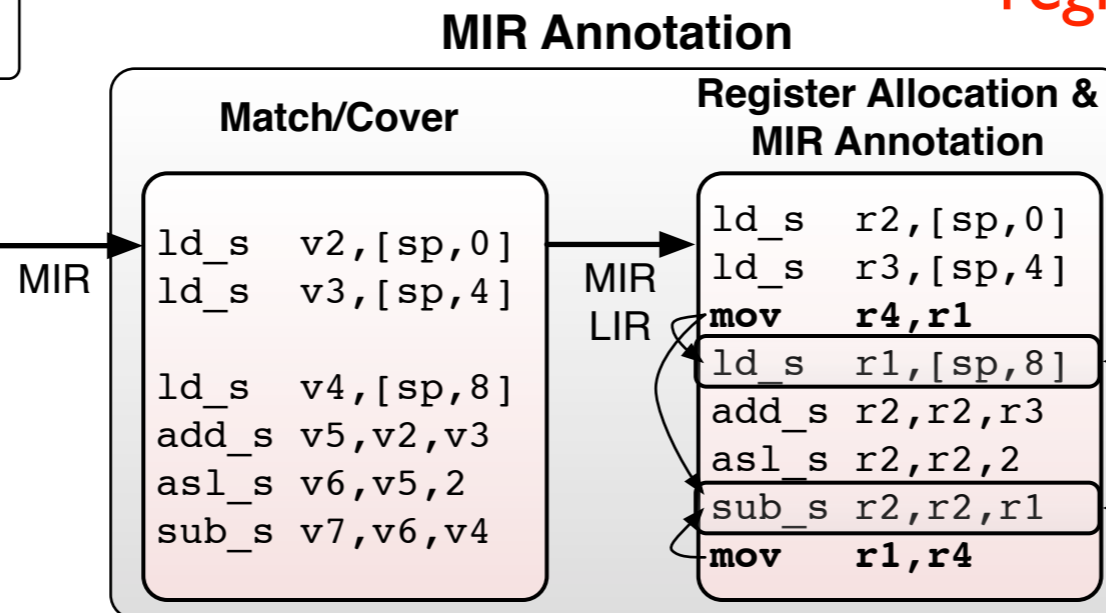 MIR Annotation
Match/Cover
Register Allocation &
MIR Annotation
MIR
ld_s v2,[sp,0]
ld_s v3,[sp,4]
ld_s v4,[sp,8]
add_s v5,v2,v3
asl_s v6,v5,2
sub_s v7,v6,v4
MIR
LIR
ld_s r2,[sp,0]
ld_s r3,[sp,4]
mov r4,r1
ld_s r1,[sp,8]
add_s r2,r2,r3
asl_s r2,r2,2
sub_s r2,r2,r1
mov r1,r4